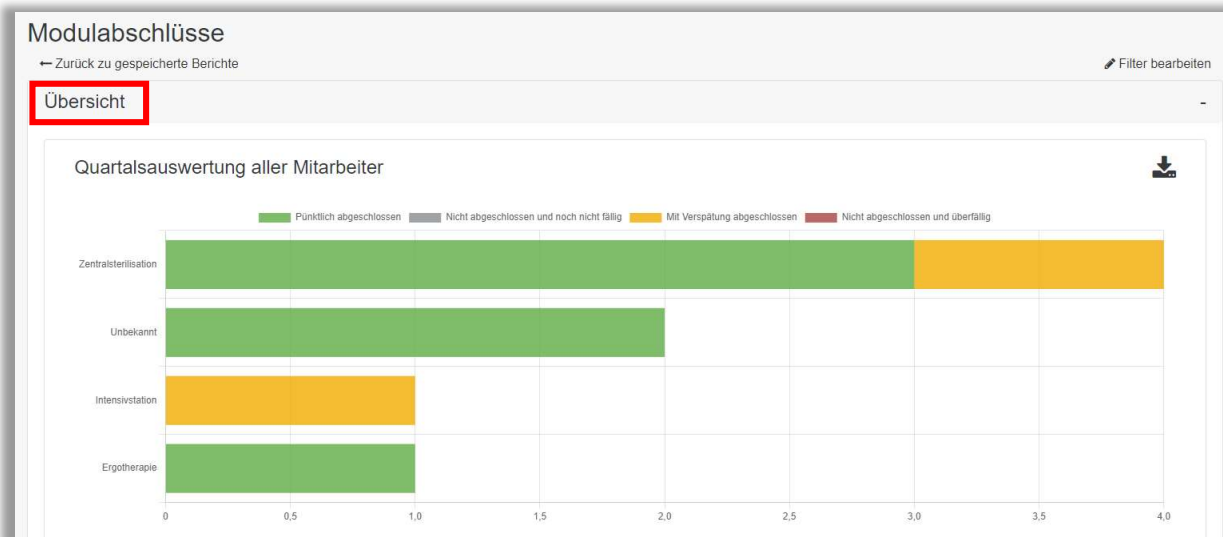 Modulabschlüsse
Zurück zu gespeicherte Berichte
Filter bearbeiten
Übersicht
-
Quartalsauswertung aller Mitarbeiter
Pünktlich abgeschlossen Nicht abgeschlossen und noch nicht fällig Mit Verspätung abgeschlossen Nicht abgeschlossen und überfällig
Zentralsterilisation
Unbekannt
Intensivstation
Ergotherapie
0 0,5 1,0 1,5 2,0 2,5 3,0 3,5 4,0